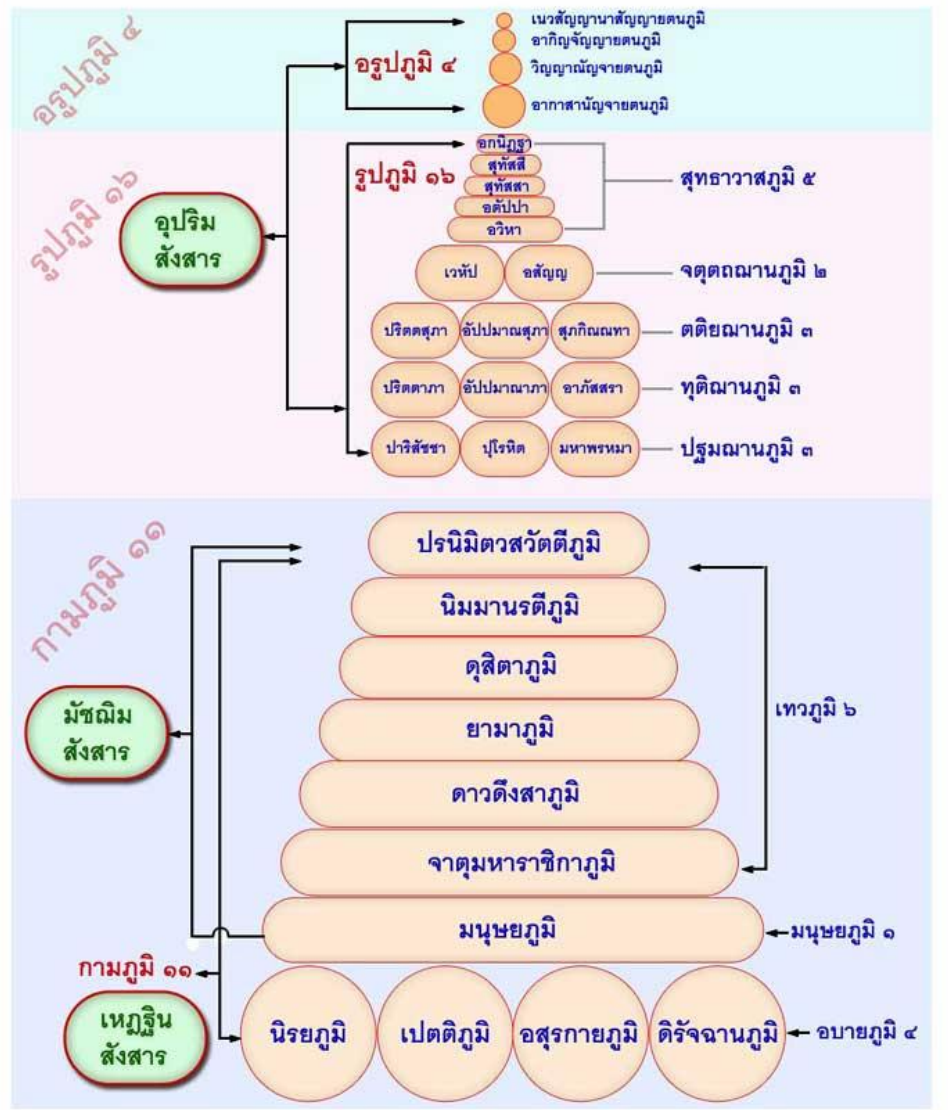 อรูปภูมิ ๔
อรูปภูมิ ๔
เนวสัญญานาสัญญายตนภูมิ
อากิญจัญญายตนภูมิ
วิญญาณัญจายตนภูมิ
อากาสานัญจายตนภูมิ
รูปภูมิ ๑๖
รูปภูมิ ๑๖
อุปริม
สังสาร
อกนิฏฐา
สุทัสสี
สุทัสสา
อตัปปา
อวิหา
สุทธาวาสภูมิ ๕
เวหัป อสัญญ
จตุตถฌานภูมิ ๒
ปริตตสุภา อัปปมาณสุภา สุภกิณณหา
ตติยฌานภูมิ ๓
ปริตตาภา อัปปมาณาภา อาภัสสรา
ทุติฌานภูมิ ๓
ปาริสัชชา ปุโรหิต มหาพรหมา
ปฐมฌานภูมิ ๓
กามภูมิ ๑๑
ปรนิมิตวสวัตตีภูมิ
นิมมานรตีภูมิ
ดุสิตาภูมิ
ยามาภูมิ
ดาวดึงสาภูมิ
จาตุมหาราชิกาภูมิ
เทวภูมิ ๖
มัชฌิม
สังสาร
มนุษยภูมิ
มนุษยภูมิ ๑
กามภูมิ ๑๑
เหฏฐิน
สังสาร
นิรยภูมิ เปตติภูมิ อสุรกายภูมิ ดิรัจฉานภูมิ
อบายภูมิ ๔